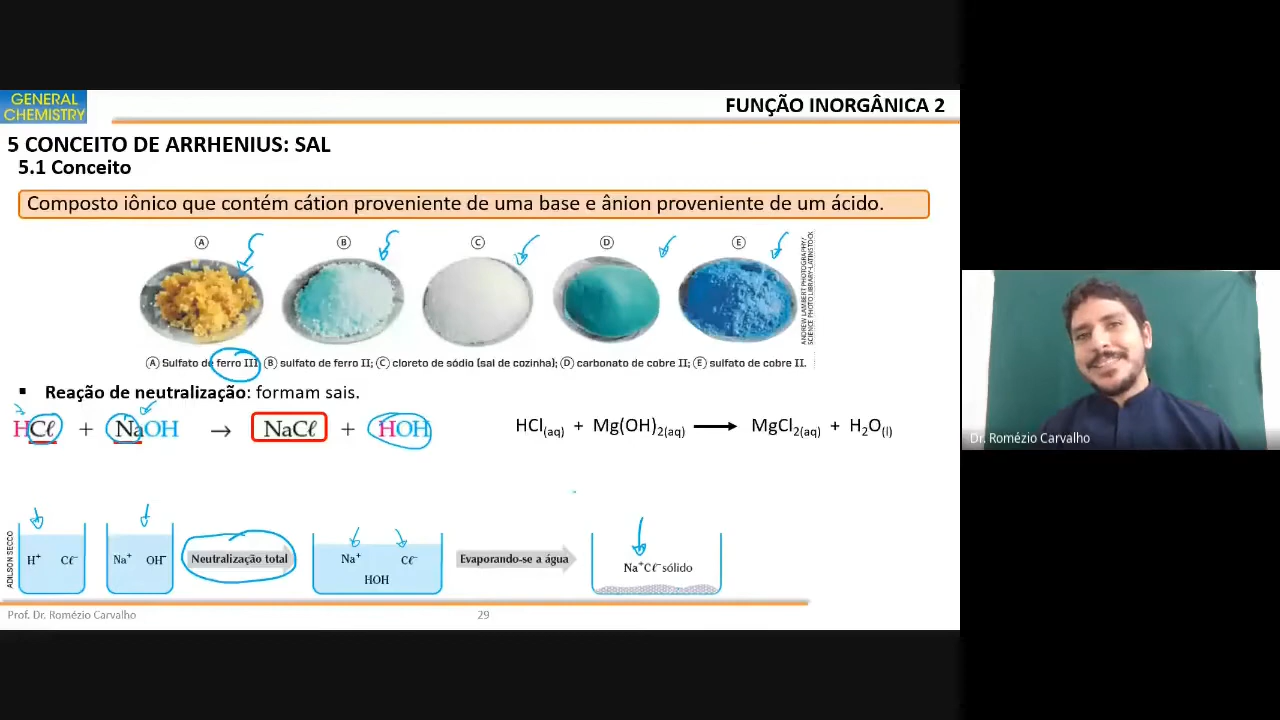 GENERAL
CHEMISTRY
FUNÇÃO INORGÂNICA 2
5 CONCEITO DE ARRHENIUS: SAL
5.1 Conceito
Composto iônico que contém cátion proveniente de uma base e ânion proveniente de um ácido.
A B C D E
ANDREW LAMBERT PHOTOGRAPHY/
SCIENCE PHOTO LIBRARY-LATINSTOCK
Ⓐ Sulfato de ferro III; Ⓑ sulfato de ferro II; Ⓒ cloreto de sódio (sal de cozinha); Ⓓ carbonato de cobre II; Ⓔ sulfato de cobre II.
▪ Reação de neutralização: formam sais.
HCℓ + NaOH → NaCℓ + HOH
HCl(aq) + Mg(OH)2(aq) → MgCl2(aq) + H2O(l)
Dr. Romézio Carvalho
ADILSON SECCO
H⁺ Cℓ⁻
Na⁺ OH⁻
Neutralização total
Na⁺ Cℓ⁻
HOH
Evaporando-se a água
Na⁺Cℓ⁻ sólido
Prof. Dr. Romézio Carvalho
29